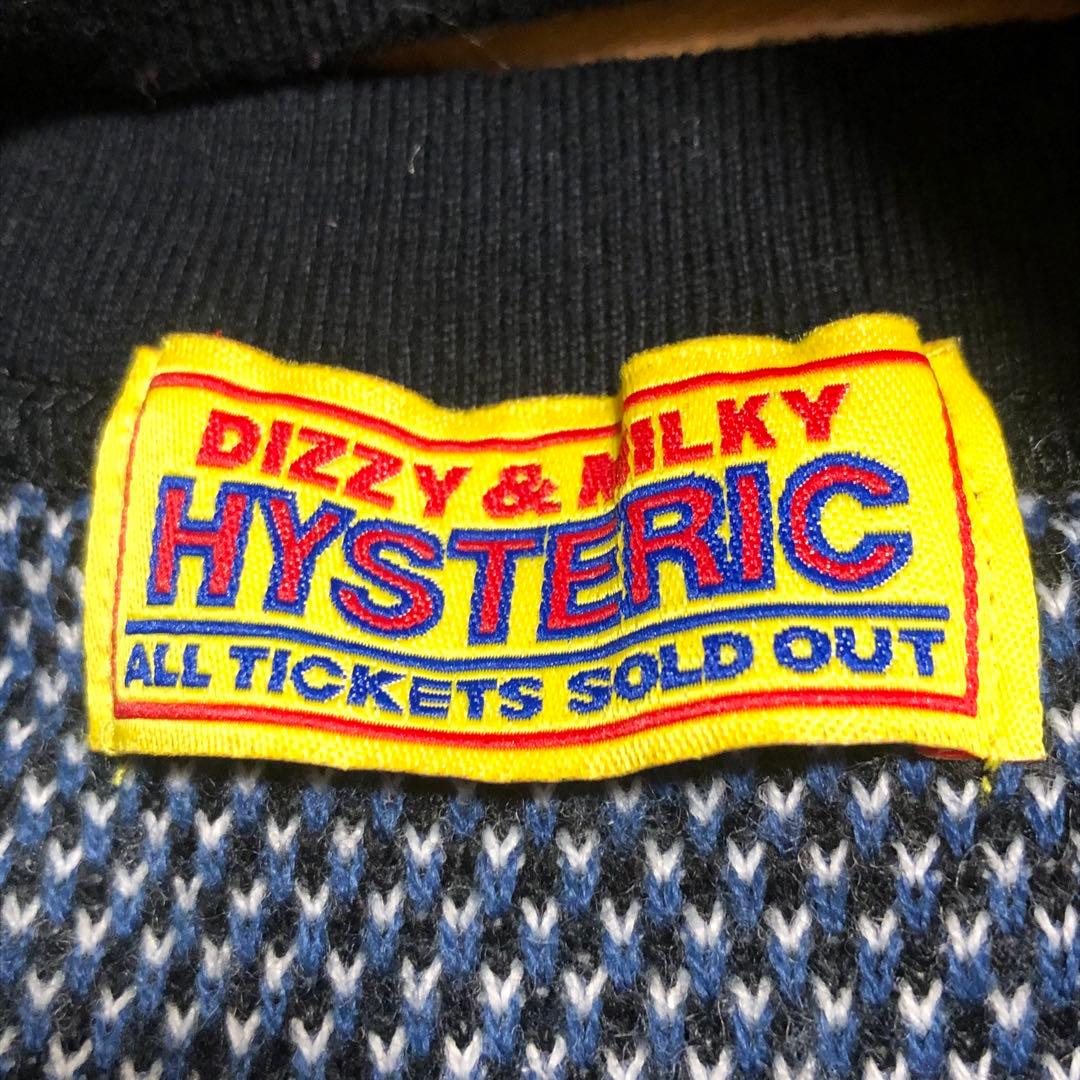 DIZZY & MILKY
HYSTERIC
ALL TICKETS SOLD OUT